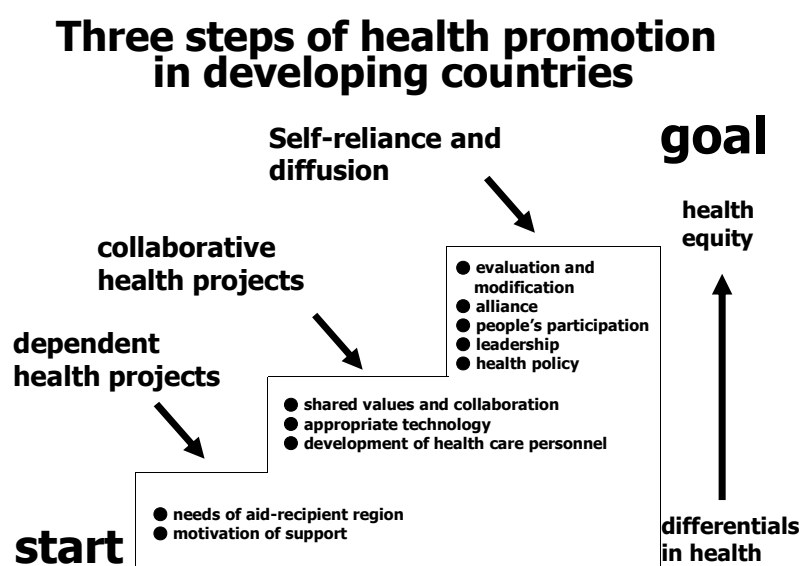 Three steps of health promotion
in developing countries
goal
Self-reliance and
diffusion
health
equity
collaborative
health projects
● evaluation and
modification
● alliance
● people’s participation
● leadership
● health policy
dependent
health projects
● shared values and collaboration
● appropriate technology
● development of health care personnel
● needs of aid-recipient region
● motivation of support
start
differentials
in health